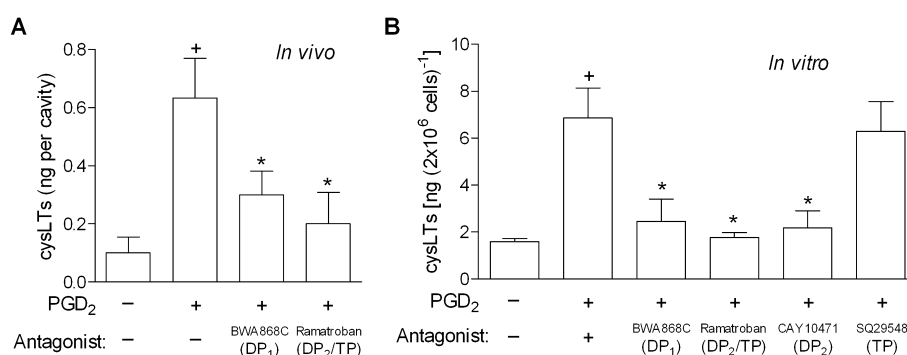 A
cysLTs (ng per cavity)
0.8
0.6
0.4
0.2
0.0
In vivo
+
*
*
PGD2 − + + +
Antagonist: − − BWA868C (DP1) Ramatroban (DP2/TP)
B
cysLTs [ng (2x10^6 cells)^-1]
10
8
6
4
2
0
In vitro
+
*
*
*
PGD2 − + + + + +
Antagonist: − + BWA868C (DP1) Ramatroban (DP2/TP) CAY10471 (DP2) SQ29548 (TP)